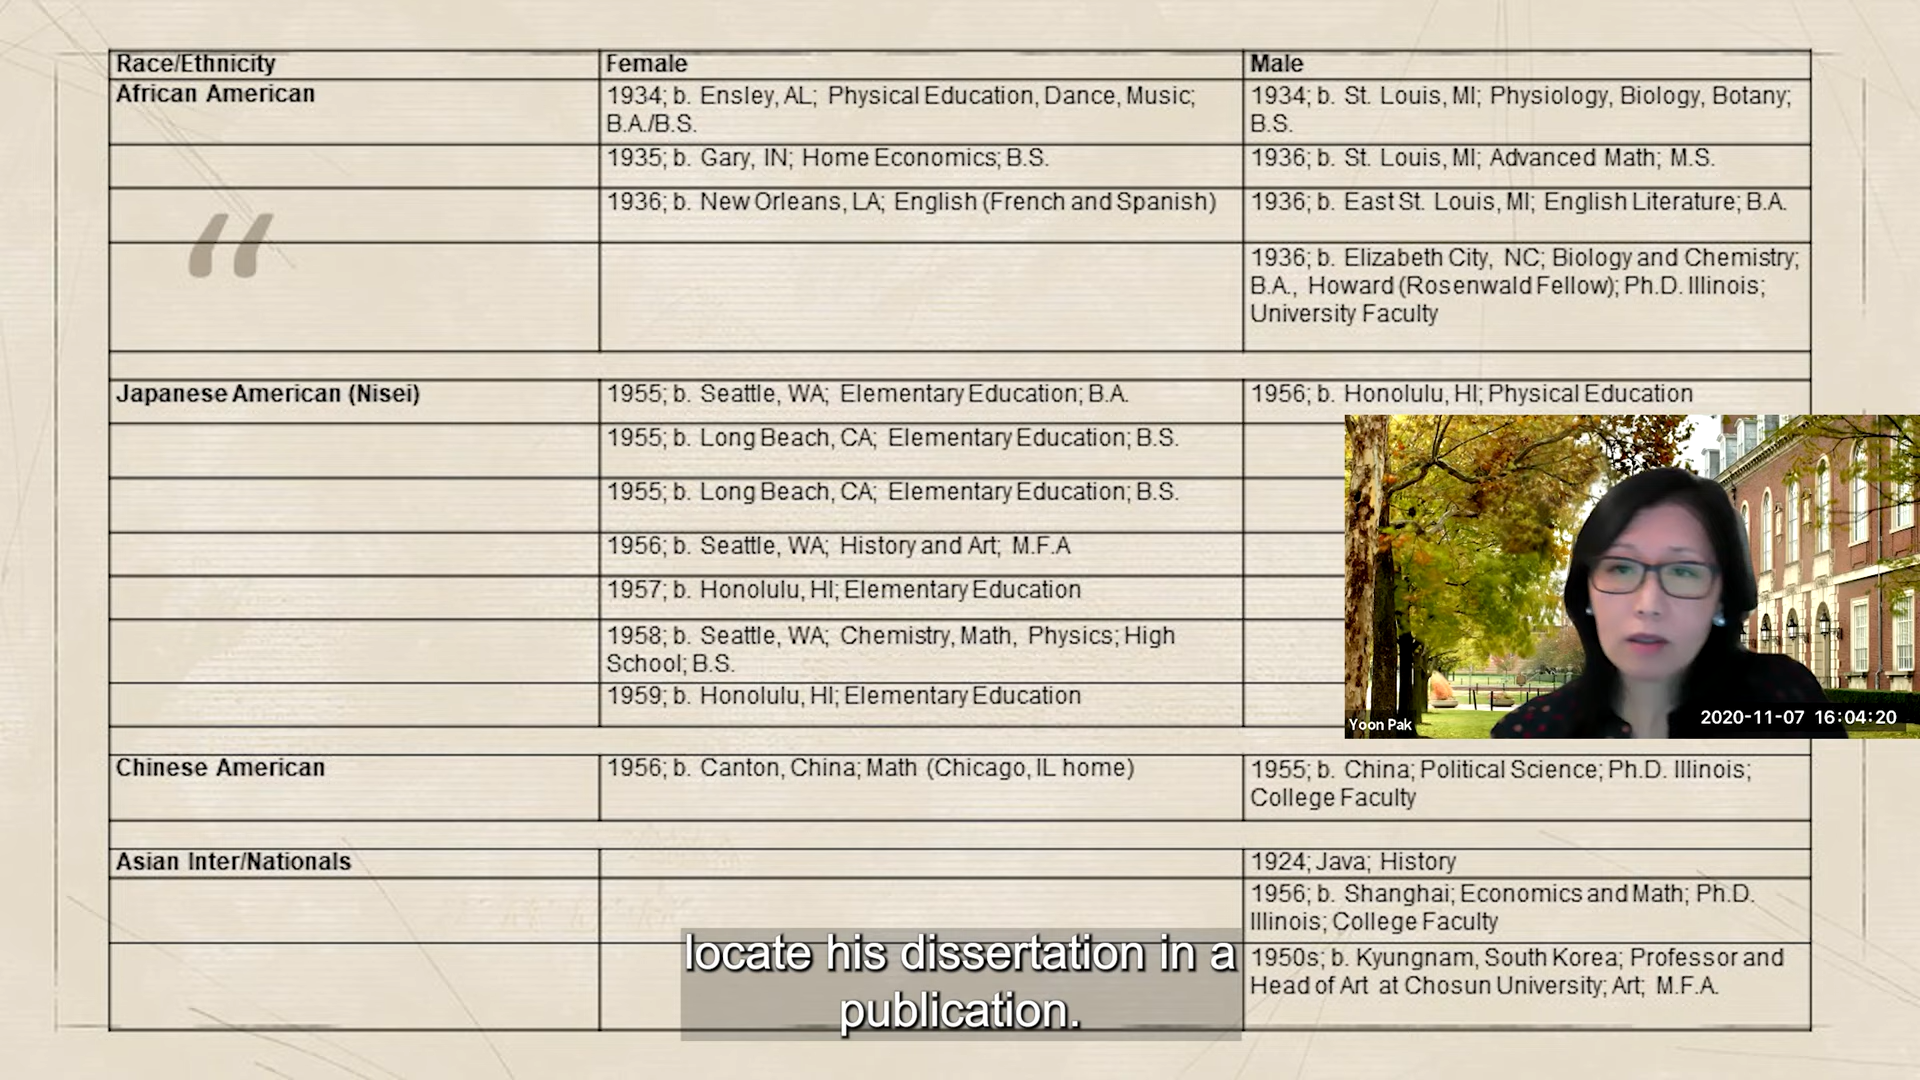 Race/Ethnicity Female Male
African American 1934; b. Ensley, AL; Physical Education, Dance, Music; 1934; b. St. Louis, MI; Physiology, Biology, Botany;
B.A./B.S. B.S.
1935; b. Gary, IN; Home Economics; B.S. 1936; b. St. Louis, MI; Advanced Math; M.S.
1936; b. New Orleans, LA; English (French and Spanish) 1936; b. East St. Louis, MI; English Literature; B.A.
“
1936; b. Elizabeth City, NC; Biology and Chemistry;
B.A., Howard (Rosenwald Fellow); Ph.D. Illinois;
University Faculty
Japanese American (Nisei) 1955; b. Seattle, WA; Elementary Education; B.A. 1956; b. Honolulu, HI; Physical Education
1955; b. Long Beach, CA; Elementary Education; B.S.
1955; b. Long Beach, CA; Elementary Education; B.S.
1956; b. Seattle, WA; History and Art; M.F.A
1957; b. Honolulu, HI; Elementary Education
1958; b. Seattle, WA; Chemistry, Math, Physics; High
School; B.S.
1959; b. Honolulu, HI; Elementary Education
Yoon Pak 2020-11-07 16:04:20
Chinese American 1956; b. Canton, China; Math (Chicago, IL home) 1955; b. China; Political Science; Ph.D. Illinois;
College Faculty
Asian Inter/Nationals 1924; Java; History
1956; b. Shanghai; Economics and Math; Ph.D.
Illinois; College Faculty
1950s; b. Kyungnam, South Korea; Professor and
Head of Art at Chosun University; Art; M.F.A.
locate his dissertation in a
publication.